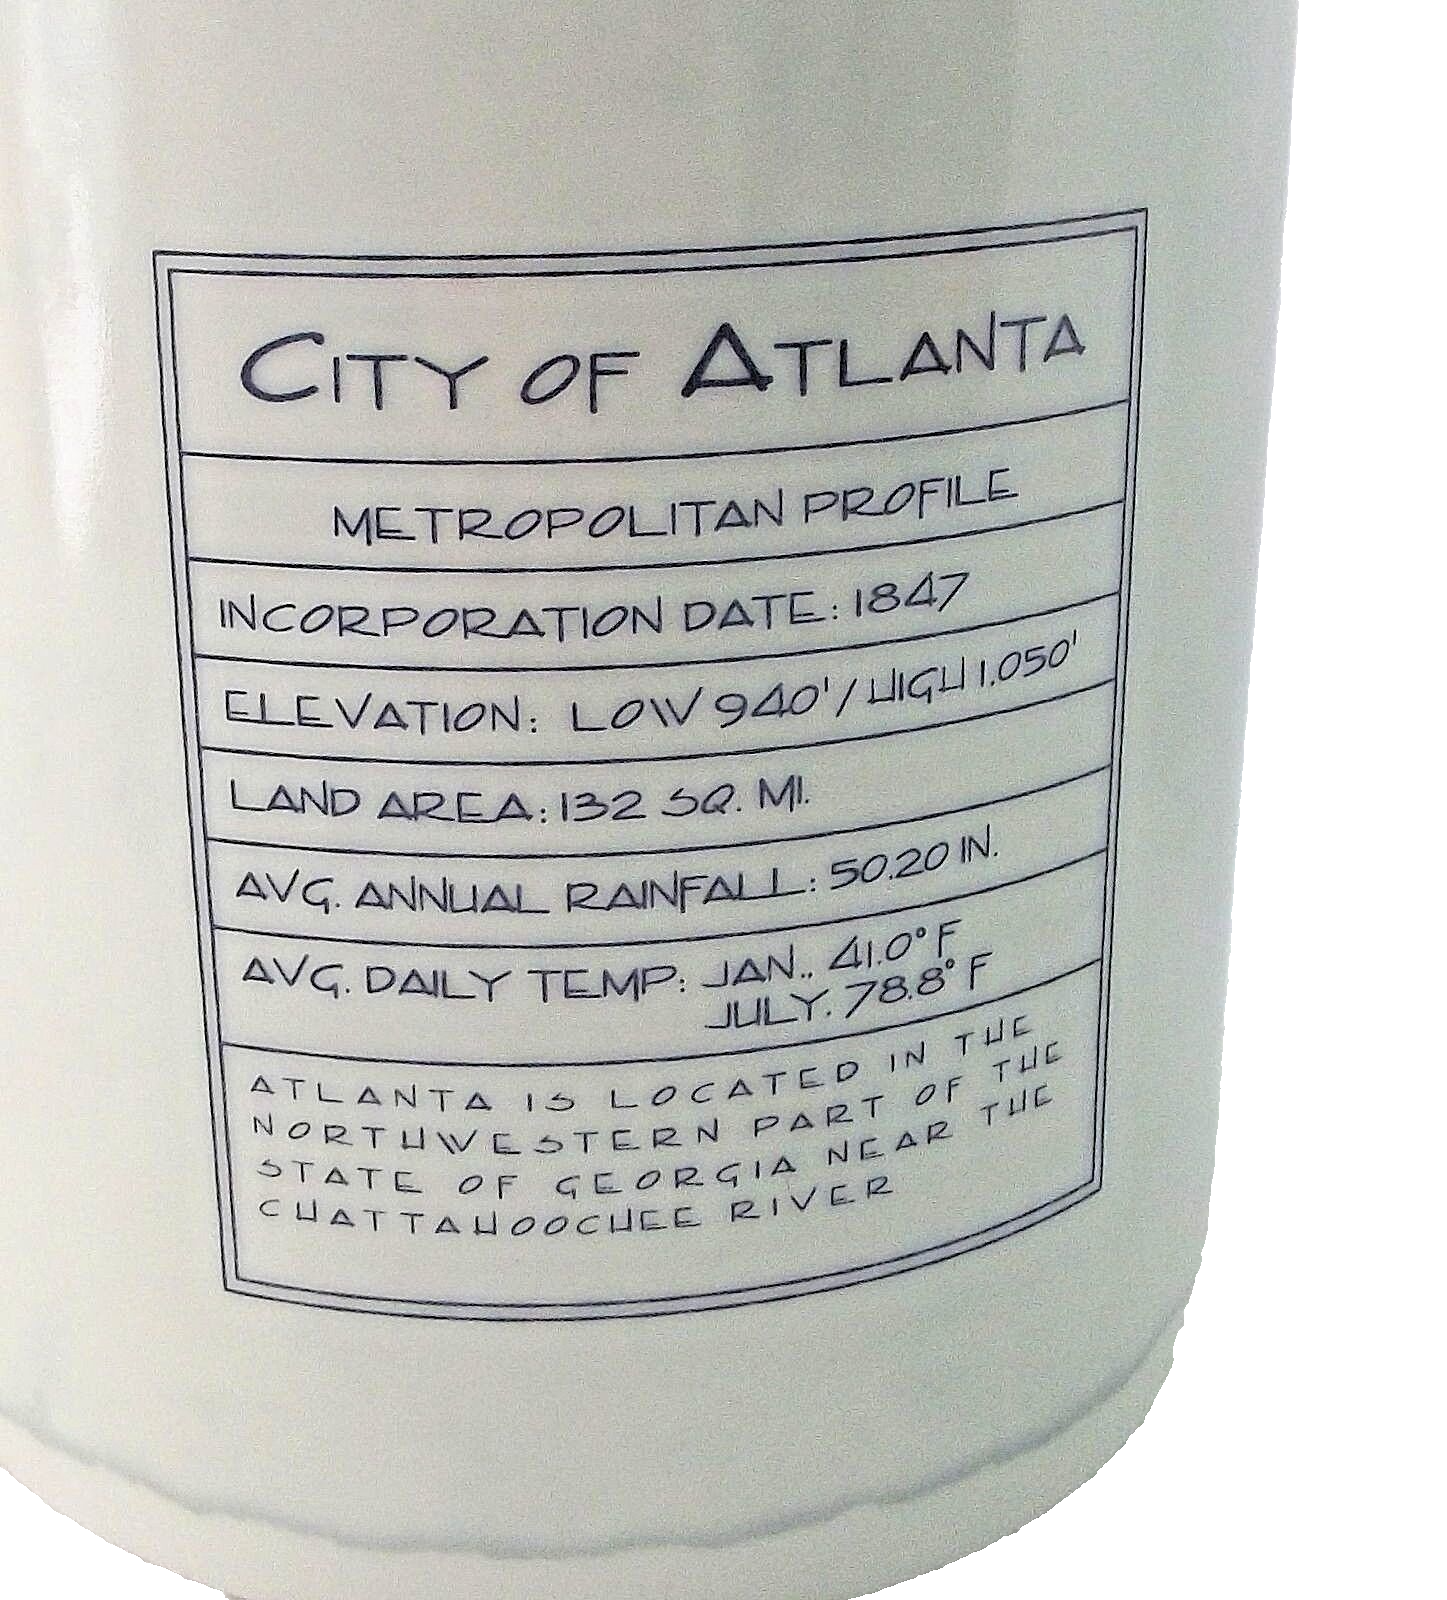 CITY OF ATLANTA
METROPOLITAN PROFILE
INCORPORATION DATE: 1847
ELEVATION: LOW 940'/HIGH 1.050'
LAND AREA: 132 SQ. MI.
AVG. ANNUAL RAINFALL: 50.20 IN.
AVG. DAILY TEMP: JAN.. 41.0° F
JULY. 78.8° F
ATLANTA IS LOCATED IN THE
NORTHWESTERN PART OF THE
STATE OF GEORGIA NEAR THE
CHATTAHOOCHEE RIVER